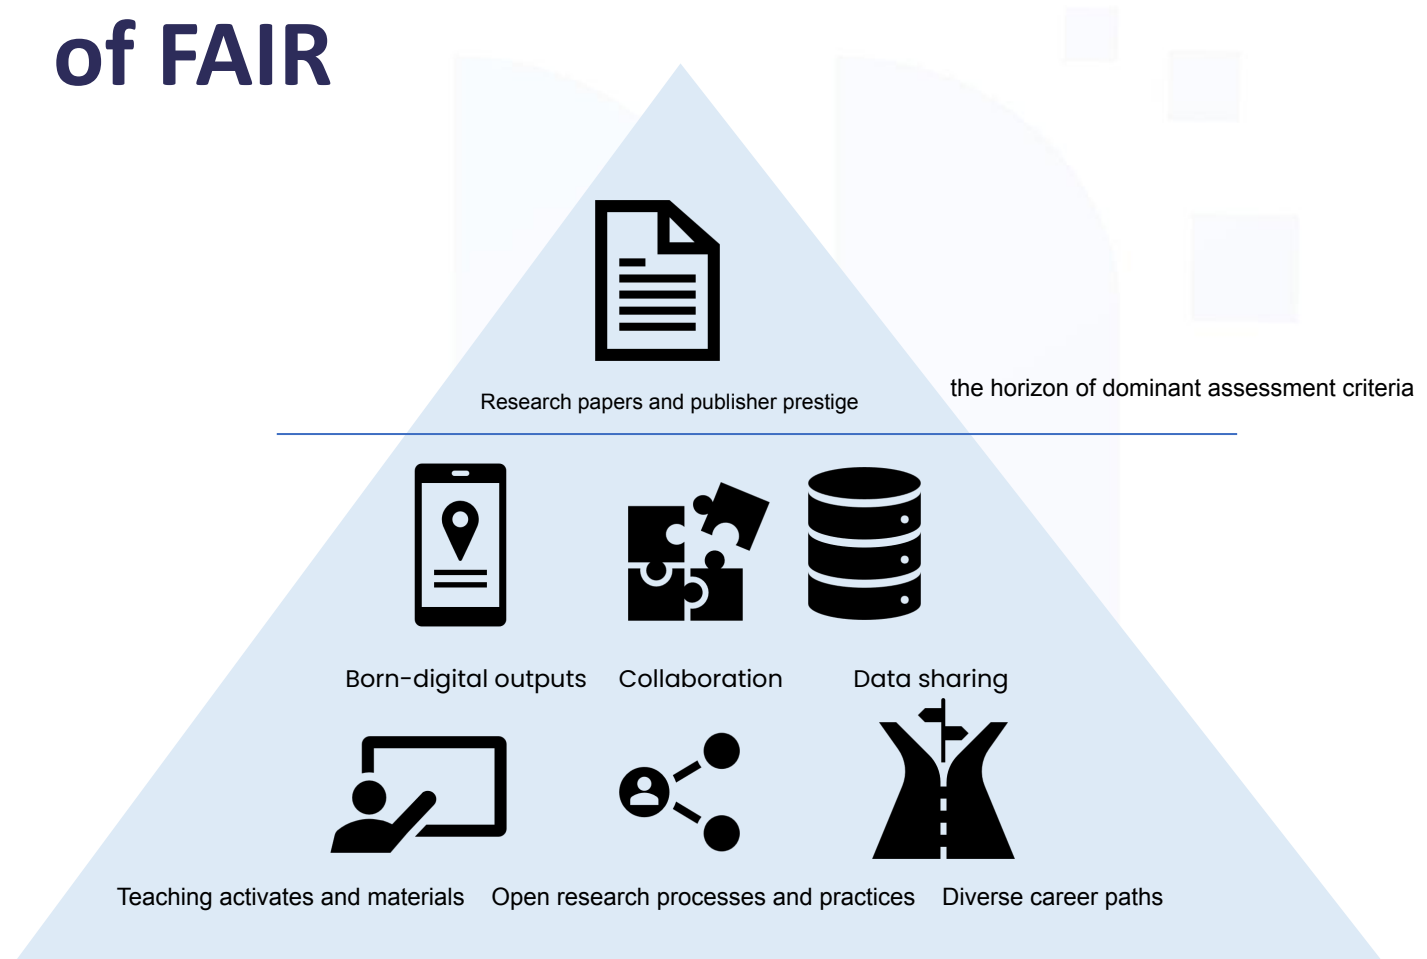 of FAIR
the horizon of dominant assessment criteria
Research papers and publisher prestige
Born-digital outputs
Collaboration
Data sharing
Teaching activates and materials
Open research processes and practices
Diverse career paths